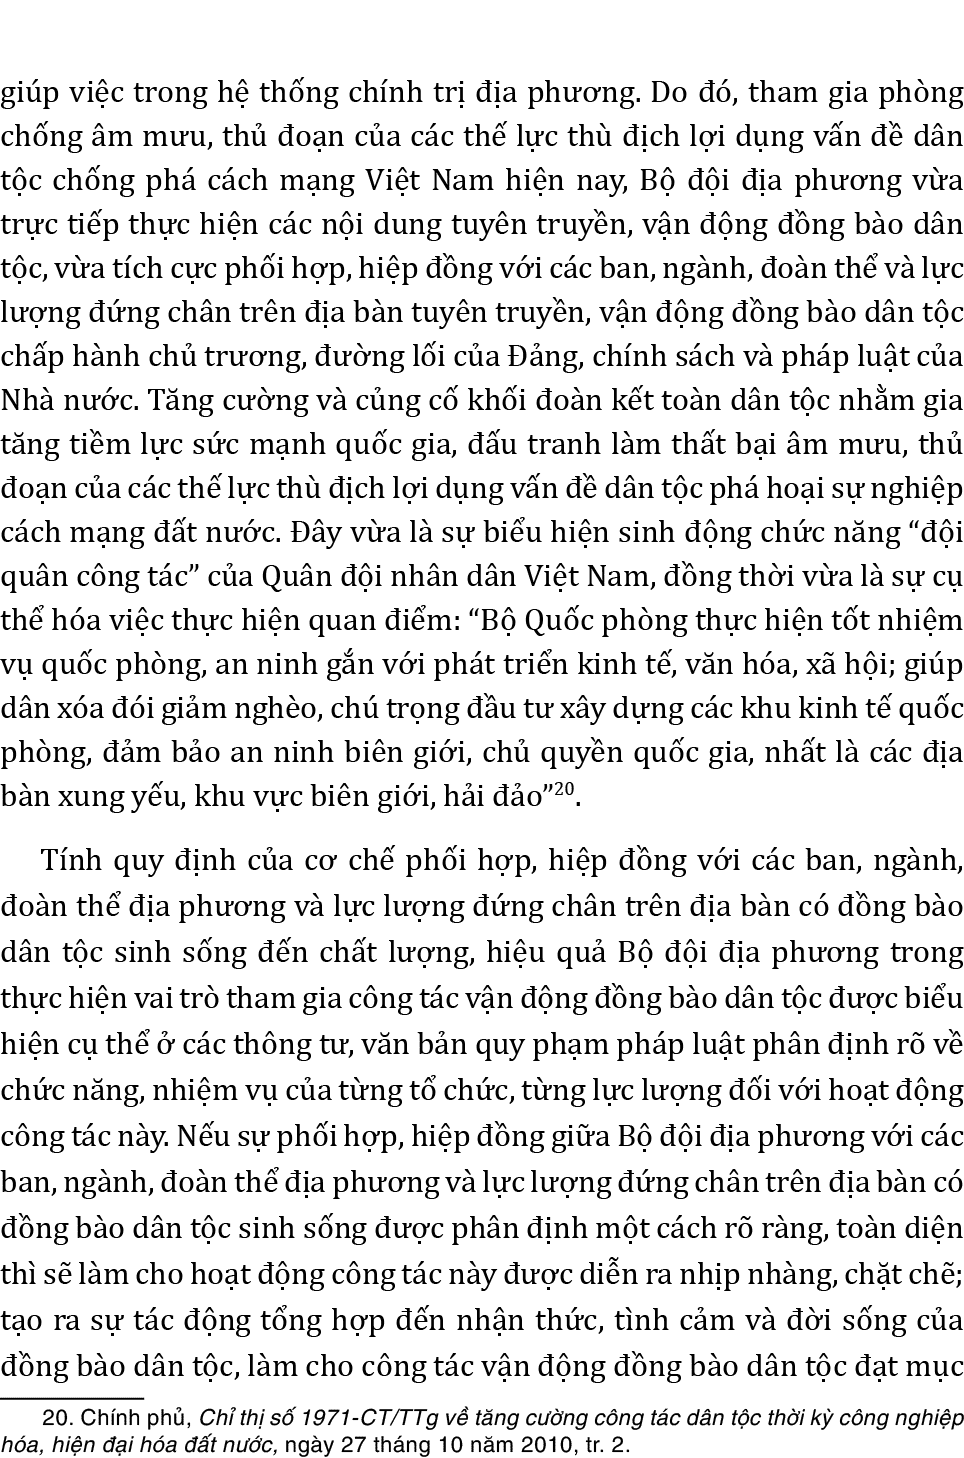 giúp việc trong hệ thống chính trị địa phương. Do đó, tham gia phòng
chống âm mưu, thủ đoạn của các thế lực thù địch lợi dụng vấn đề dân
tộc chống phá cách mạng Việt Nam hiện nay, Bộ đội địa phương vừa
trực tiếp thực hiện các nội dung tuyên truyền, vận động đồng bào dân
tộc, vừa tích cực phối hợp, hiệp đồng với các ban, ngành, đoàn thể và lực
lượng đứng chân trên địa bàn tuyên truyền, vận động đồng bào dân tộc
chấp hành chủ trương, đường lối của Đảng, chính sách và pháp luật của
Nhà nước. Tăng cường và củng cố khối đoàn kết toàn dân tộc nhằm gia
tăng tiềm lực sức mạnh quốc gia, đấu tranh làm thất bại âm mưu, thủ
đoạn của các thế lực thù địch lợi dụng vấn đề dân tộc phá hoại sự nghiệp
cách mạng đất nước. Đây vừa là sự biểu hiện sinh động chức năng “đội
quân công tác” của Quân đội nhân dân Việt Nam, đồng thời vừa là sự cụ
thể hóa việc thực hiện quan điểm: “Bộ Quốc phòng thực hiện tốt nhiệm
vụ quốc phòng, an ninh gắn với phát triển kinh tế, văn hóa, xã hội; giúp
dân xóa đói giảm nghèo, chú trọng đầu tư xây dựng các khu kinh tế quốc
phòng, đảm bảo an ninh biên giới, chủ quyền quốc gia, nhất là các địa
bàn xung yếu, khu vực biên giới, hải đảo”20.
Tính quy định của cơ chế phối hợp, hiệp đồng với các ban, ngành,
đoàn thể địa phương và lực lượng đứng chân trên địa bàn có đồng bào
dân tộc sinh sống đến chất lượng, hiệu quả Bộ đội địa phương trong
thực hiện vai trò tham gia công tác vận động đồng bào dân tộc được biểu
hiện cụ thể ở các thông tư, văn bản quy phạm pháp luật phân định rõ về
chức năng, nhiệm vụ của từng tổ chức, từng lực lượng đối với hoạt động
công tác này. Nếu sự phối hợp, hiệp đồng giữa Bộ đội địa phương với các
ban, ngành, đoàn thể địa phương và lực lượng đứng chân trên địa bàn có
đồng bào dân tộc sinh sống được phân định một cách rõ ràng, toàn diện
thì sẽ làm cho hoạt động công tác này được diễn ra nhịp nhàng, chặt chẽ;
tạo ra sự tác động tổng hợp đến nhận thức, tình cảm và đời sống của
đồng bào dân tộc, làm cho công tác vận động đồng bào dân tộc đạt mục
20. Chính phủ, Chỉ thị số 1971-CT/TTg về tăng cường công tác dân tộc thời kỳ công nghiệp
hóa, hiện đại hóa đất nước, ngày 27 tháng 10 năm 2010, tr. 2.